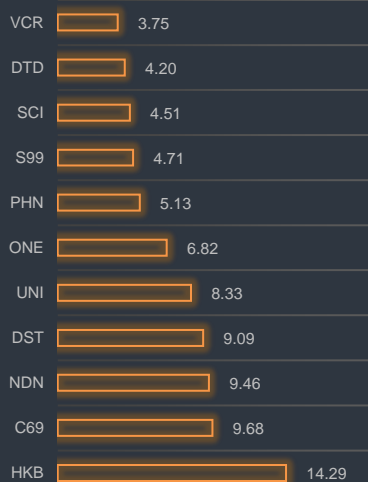 VCR 3.75
DTD 4.20
SCI 4.51
S99 4.71
PHN 5.13
ONE 6.82
UNI 8.33
DST 9.09
NDN 9.46
C69 9.68
HKB 14.29